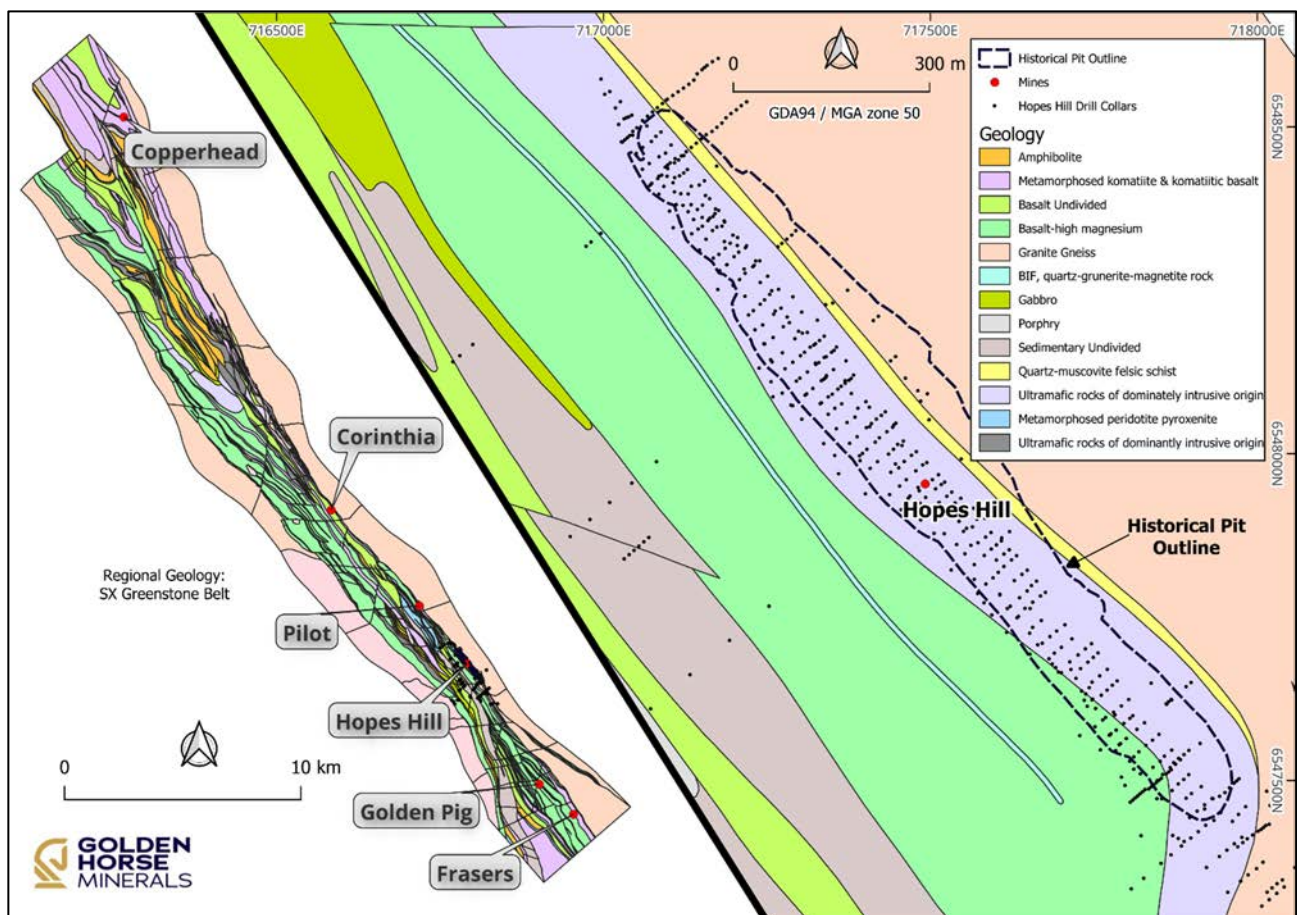 716500E
717000E
717500E
718000E
0
300 m
GDA94 / MGA zone 50
Historical Pit Outline
Mines
Hopes Hill Drill Collars
Geology
Amphibolite
Metamorphosed komatiite & komatiitic basalt
Basalt Undivided
Basalt-high magnesium
Granite Gneiss
BIF, quartz-grunerite-magnetite rock
Gabbro
Porphry
Sedimentary Undivided
Quartz-muscovite felsic schist
Ultramafic rocks of dominately intrusive origin
Metamorphosed peridotite pyroxenite
Ultramafic rocks of dominantly intrusive origin
6548500N
6548000N
6547500N
Copperhead
Corinthia
Regional Geology:
SX Greenstone Belt
Pilot
Hopes Hill
0
10 km
Golden Pig
Frasers
Hopes Hill
Historical Pit
Outline
GOLDEN
HORSE
MINERALS